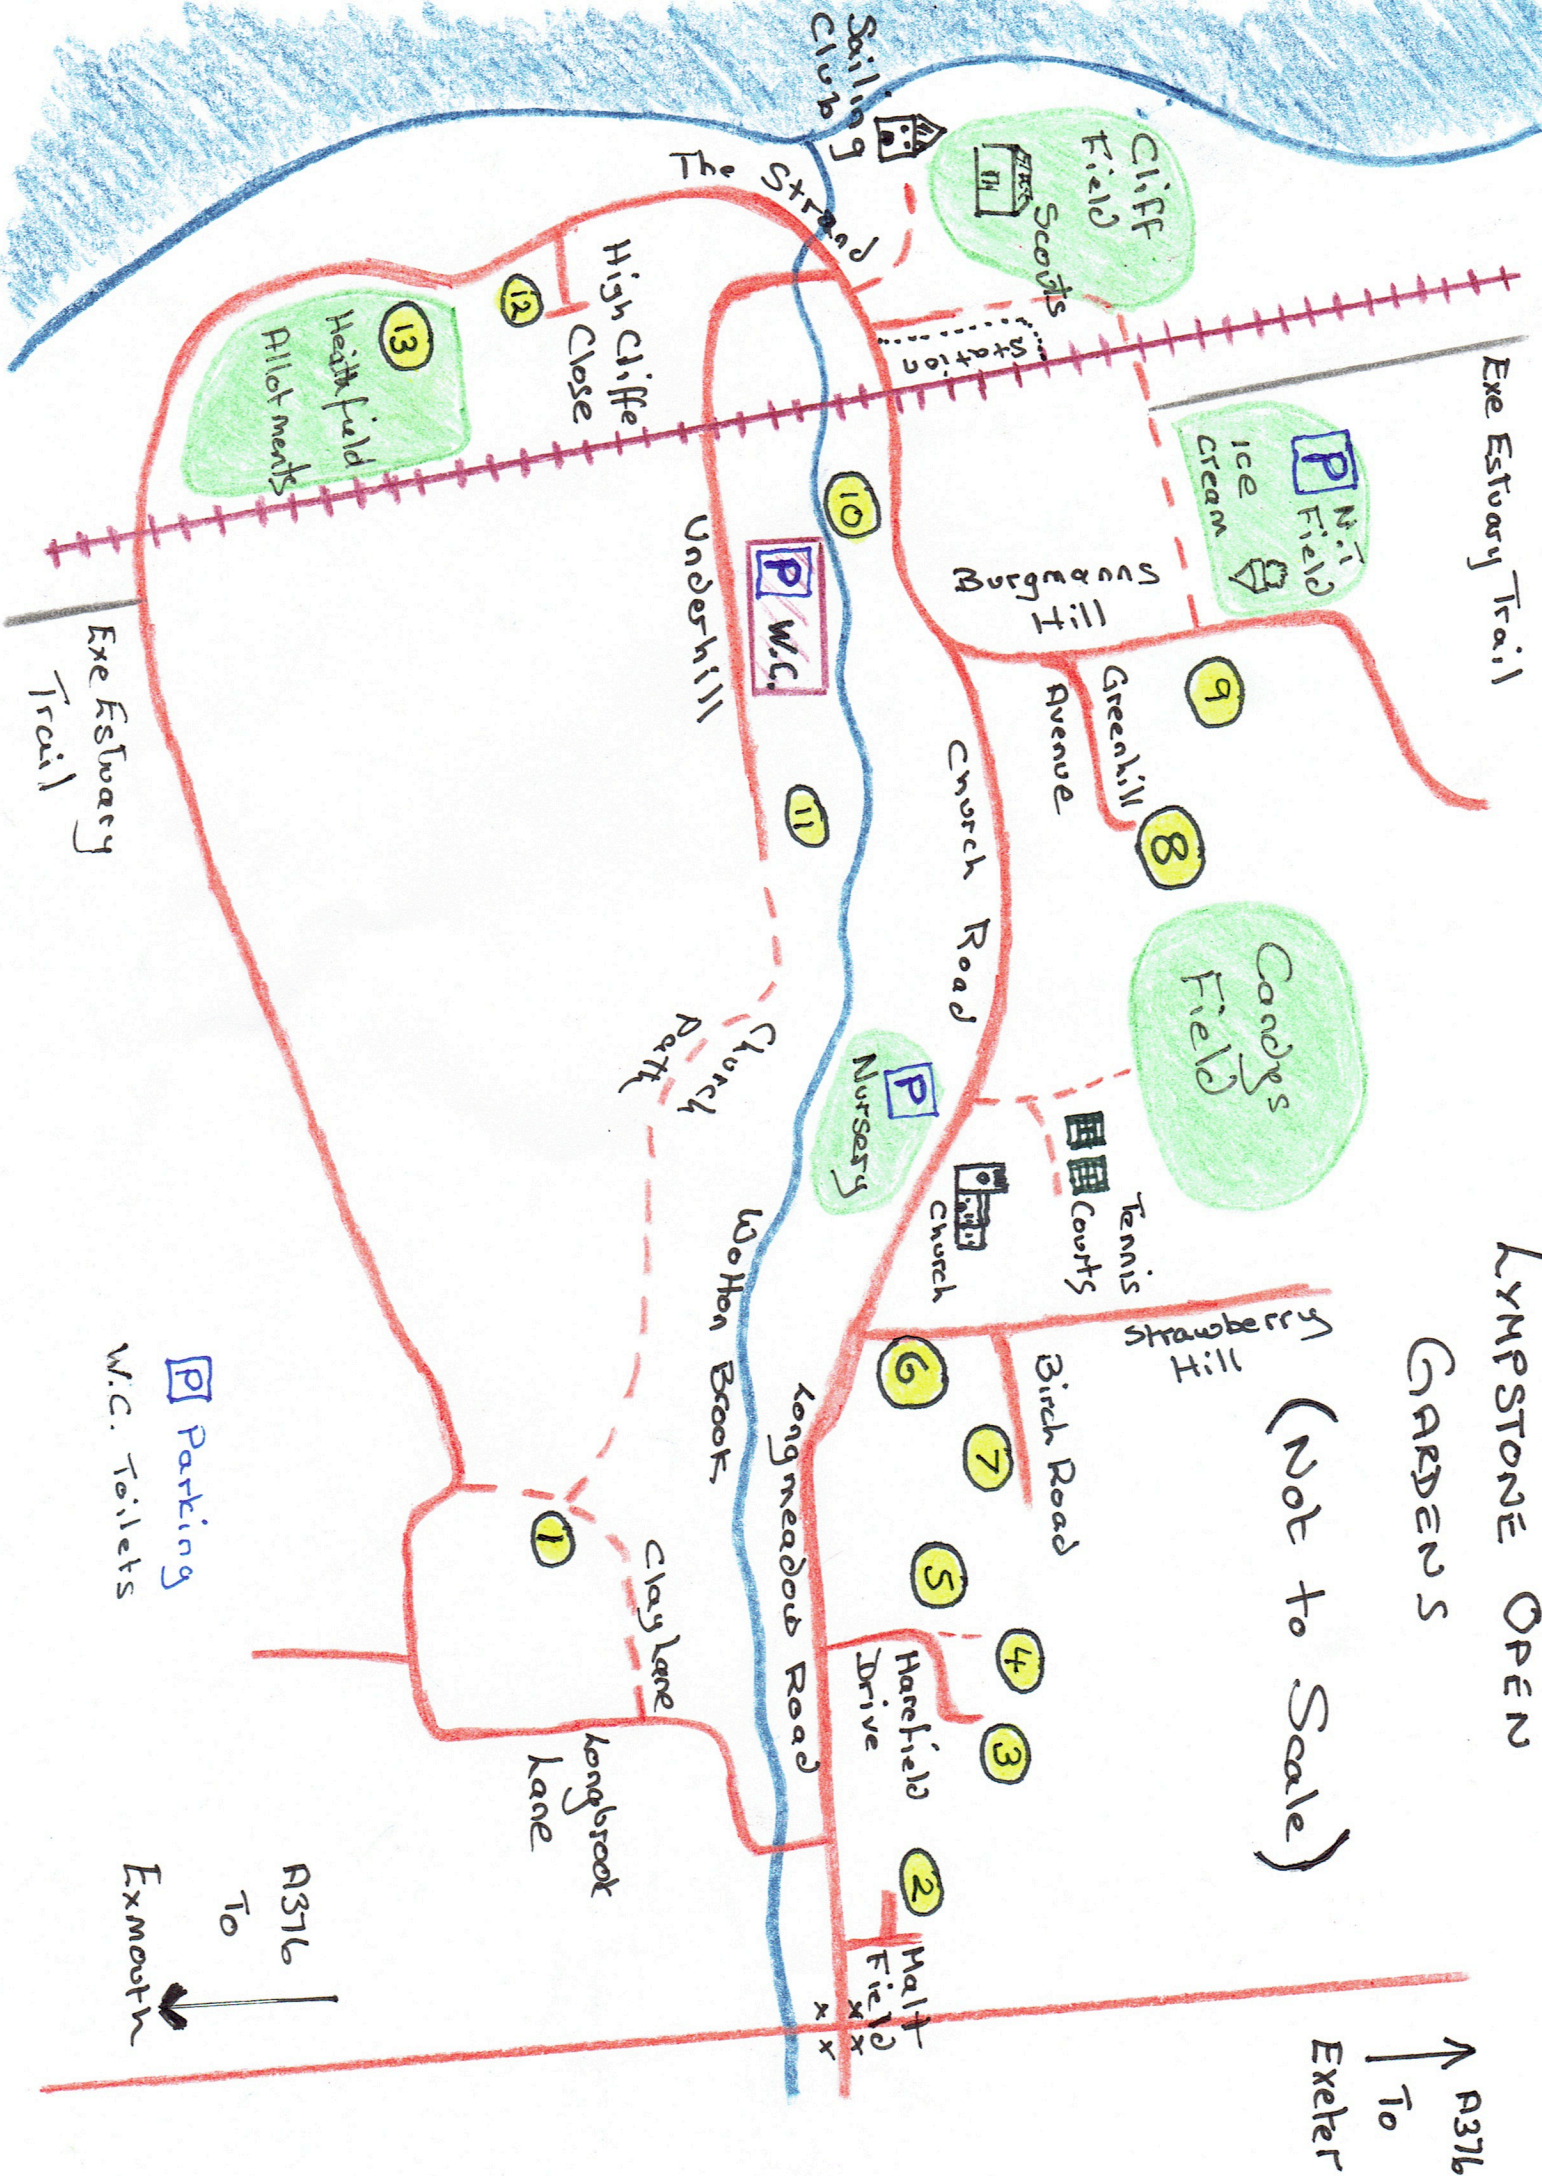 LYMPSTONE OPEN
GARDENS
(Not to Scale)
A376
To
Exeter
Exe Estuary Trail
Cliff
Field
Scouts
Sailing
Club
The Strand
Station
P N.T
Field
Ice
Cream
Burgmanns
Hill
Greenhill
Avenue
9
8
Candys
Field
Tennis
Courts
Church
Church Road
P
Nursery
Strawberry
Hill
Birch Road
6
7
5
4
3
Harefield
Drive
2
Malt
Field
x x
x x
Longmeadow Road
Wotton Brook
10
P W.C.
11
Underhill
Church
Path
High Cliffe
Close
12
13
Heathfield
Allotments
Exe Estuary
Trail
1
Clay Lane
Longbrook
Lane
P Parking
W.C. Toilets
A376
To
Exmouth